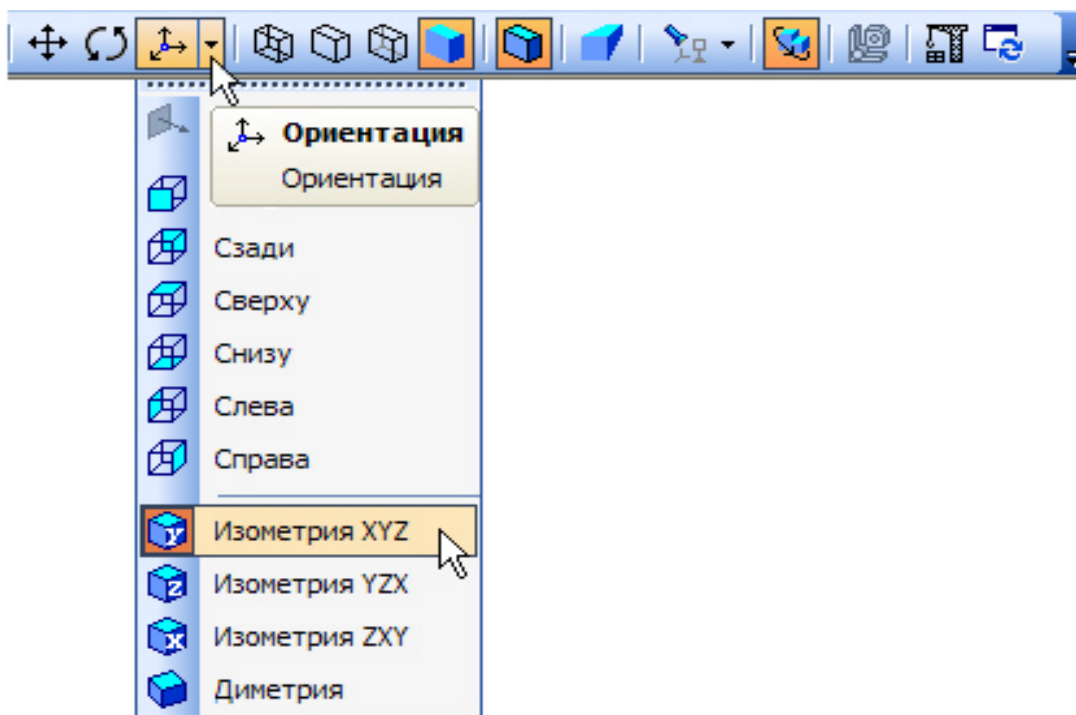 Ориентация
Ориентация
Сзади
Сверху
Снизу
Слева
Справа
Изометрия XYZ
Изометрия YZX
Изометрия ZXY
Диметрия